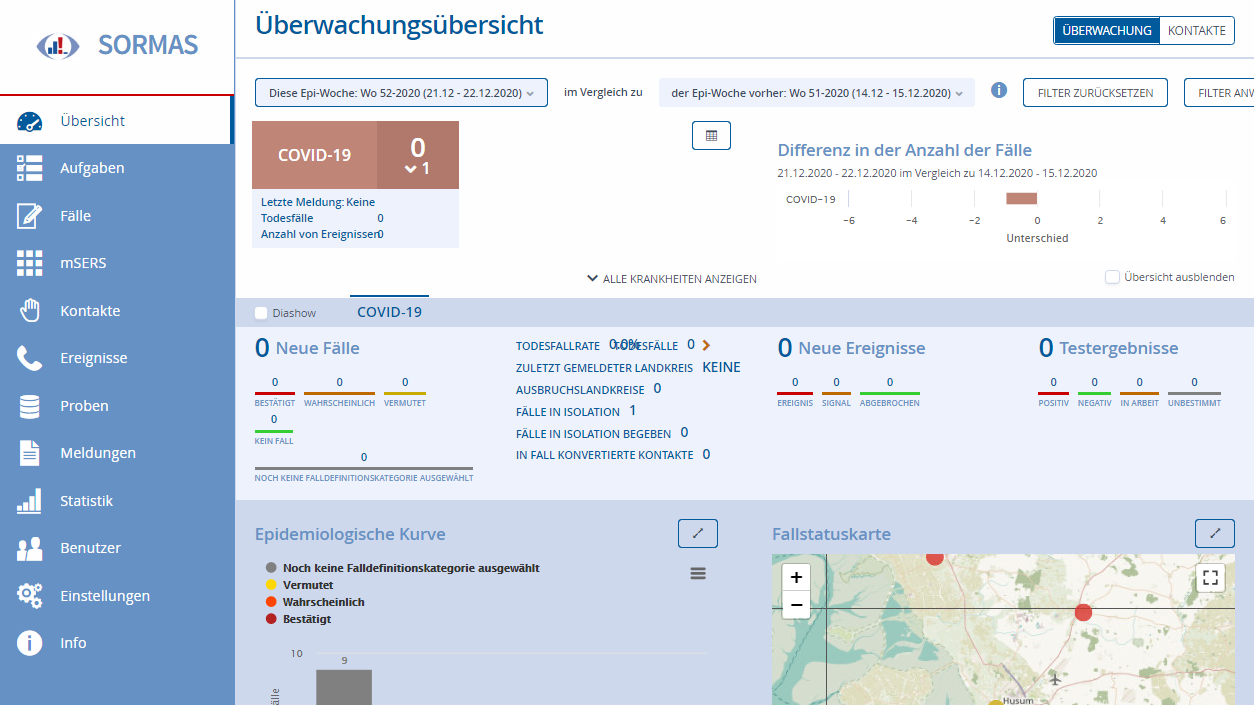 SORMAS
Übersicht
Aufgaben
Fälle
mSERS
Kontakte
Ereignisse
Proben
Meldungen
Statistik
Benutzer
Einstellungen
Info
Überwachungsübersicht
ÜBERWACHUNG KONTAKTE
Diese Epi-Woche: Wo 52-2020 (21.12 - 22.12.2020) im Vergleich zu der Epi-Woche vorher: Wo 51-2020 (14.12 - 15.12.2020) FILTER ZURÜCKSETZEN FILTER ANW
COVID-19 0
1
Letzte Meldung: Keine
Todesfälle 0
Anzahl von Ereignissen 0
Differenz in der Anzahl der Fälle
21.12.2020 - 22.12.2020 im Vergleich zu 14.12.2020 - 15.12.2020
COVID-19
-6 -4 -2 0 2 4 6
Unterschied
ALLE KRANKHEITEN ANZEIGEN
Übersicht ausblenden
Diashow COVID-19
0 Neue Fälle
0 0 0
BESTÄTIGT WAHRSCHEINLICH VERMUTET
0
KEIN FALL
0
NOCH KEINE FALLDEFINITIONSKATEGORIE AUSGEWÄHLT
TODESFALLRATE 0.0% TODESFÄLLE 0
ZULETZT GEMELDETER LANDKREIS KEINE
AUSBRUCHSLANDKREISE 0
FÄLLE IN ISOLATION 1
FÄLLE IN ISOLATION BEGEBEN 0
IN FALL KONVERTIERTE KONTAKTE 0
0 Neue Ereignisse
0 0 0
EREIGNIS SIGNAL ABGEBROCHEN
0 Testergebnisse
0 0 0 0
POSITIV NEGATIV IN ARBEIT UNBESTIMMT
Epidemiologische Kurve
Noch keine Falldefinitionskategorie ausgewählt
Vermutet
Wahrscheinlich
Bestätigt
10
9
älle
Fallstatuskarte
+
−
Husum